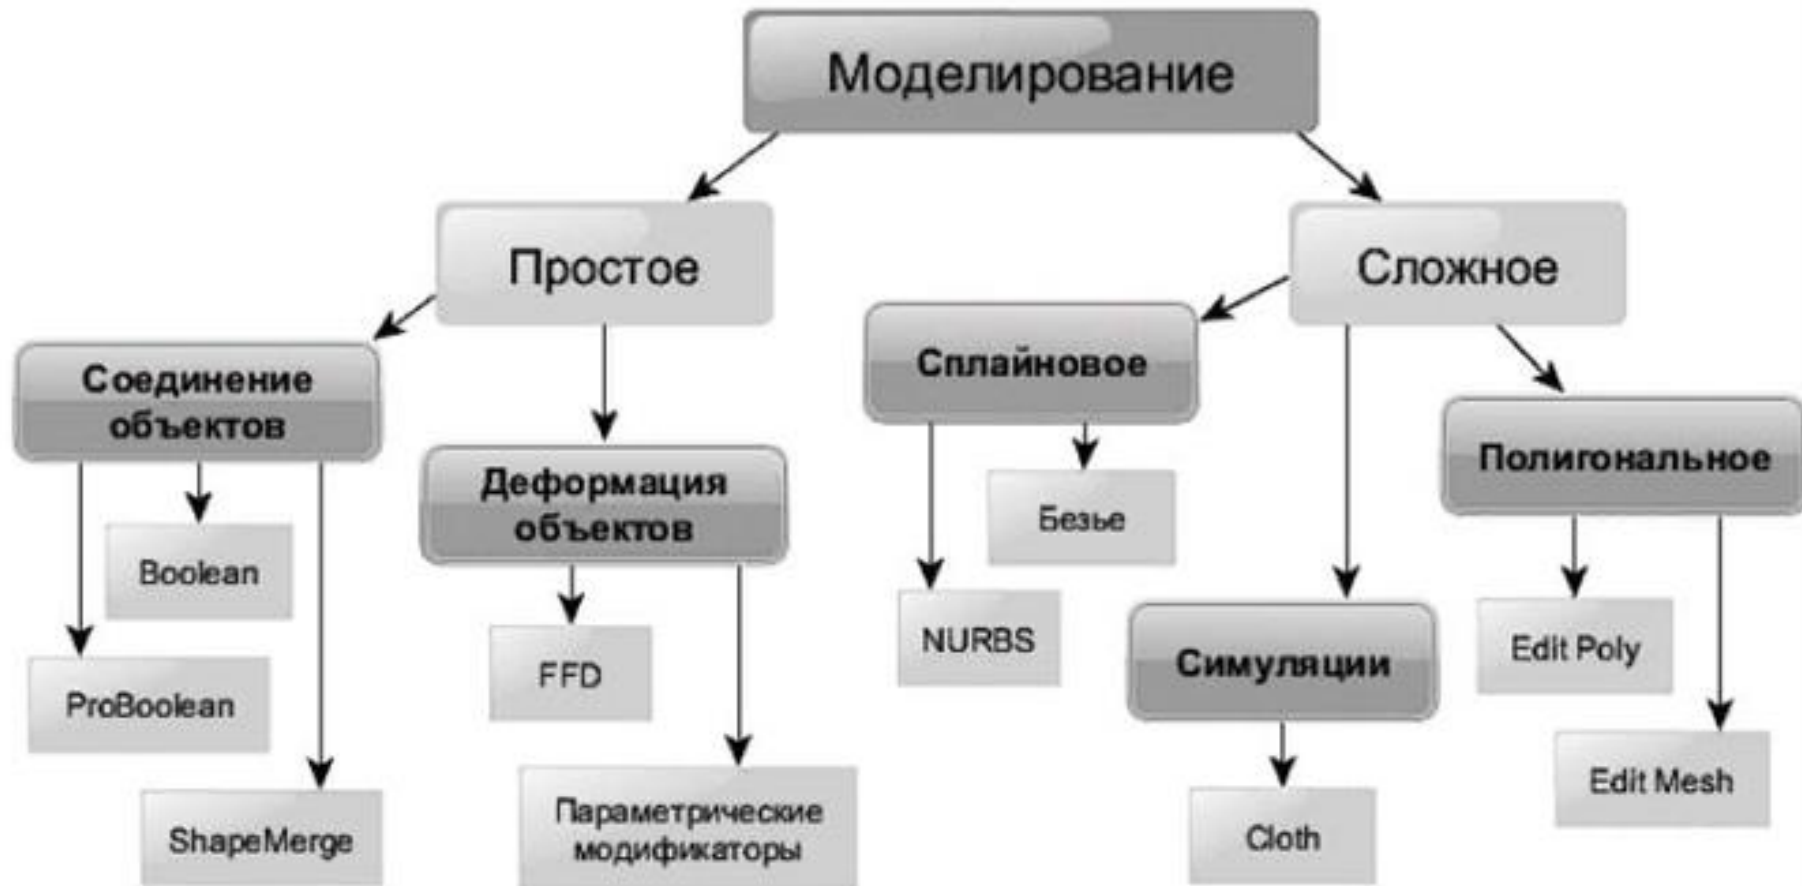 Моделирование
Простое
Сложное
Соединение
объектов
Деформация
объектов
Сплайновое
Полигональное
Boolean
ProBoolean
ShapeMerge
FFD
Параметрические
модификаторы
Безье
NURBS
Симуляции
Cloth
Edit Poly
Edit Mesh